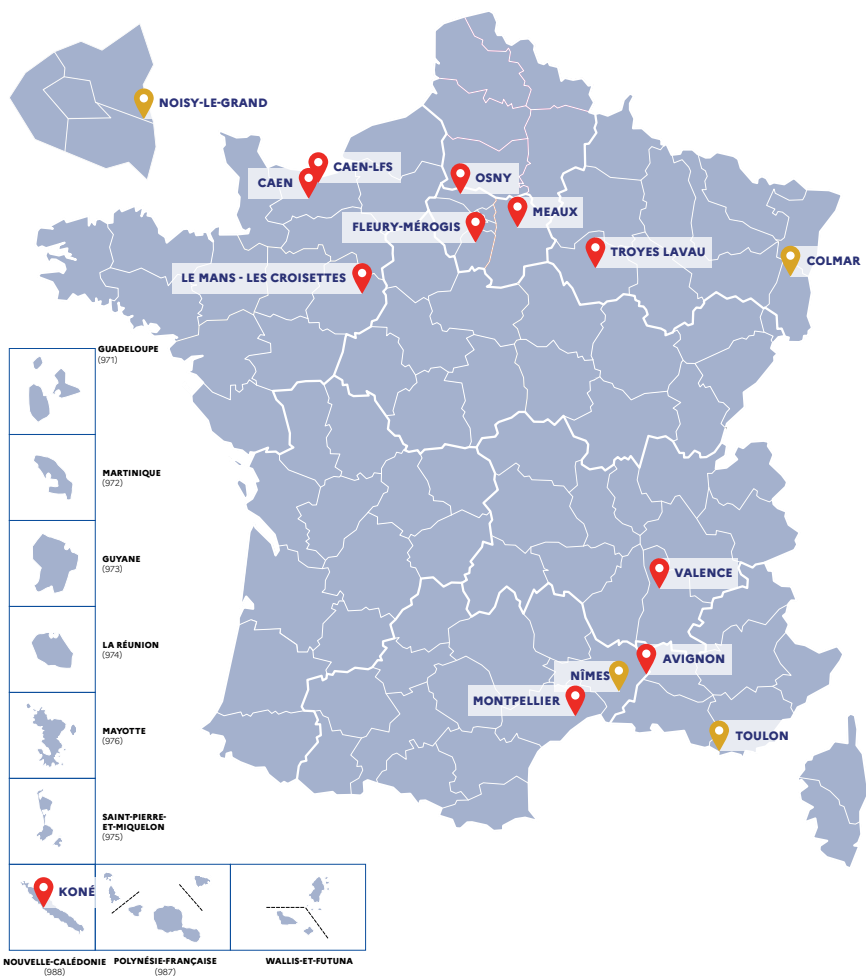 NOISY-LE-GRAND
CAEN-LFS
CAEN
OSNY
MEAUX
FLEURY-MÉROGIS
TROYES LAVAU
COLMAR
LE MANS - LES CROISETTES
GUADELOUPE
(971)
MARTINIQUE
(972)
GUYANE
(973)
VALENCE
LA RÉUNION
(974)
AVIGNON
NÎMES
MONTPELLIER
TOULON
MAYOTTE
(976)
SAINT-PIERRE-
ET-MIQUELON
(975)
KONÉ
NOUVELLE-CALÉDONIE
(988)
POLYNÉSIE-FRANÇAISE
(987)
WALLIS-ET-FUTUNA